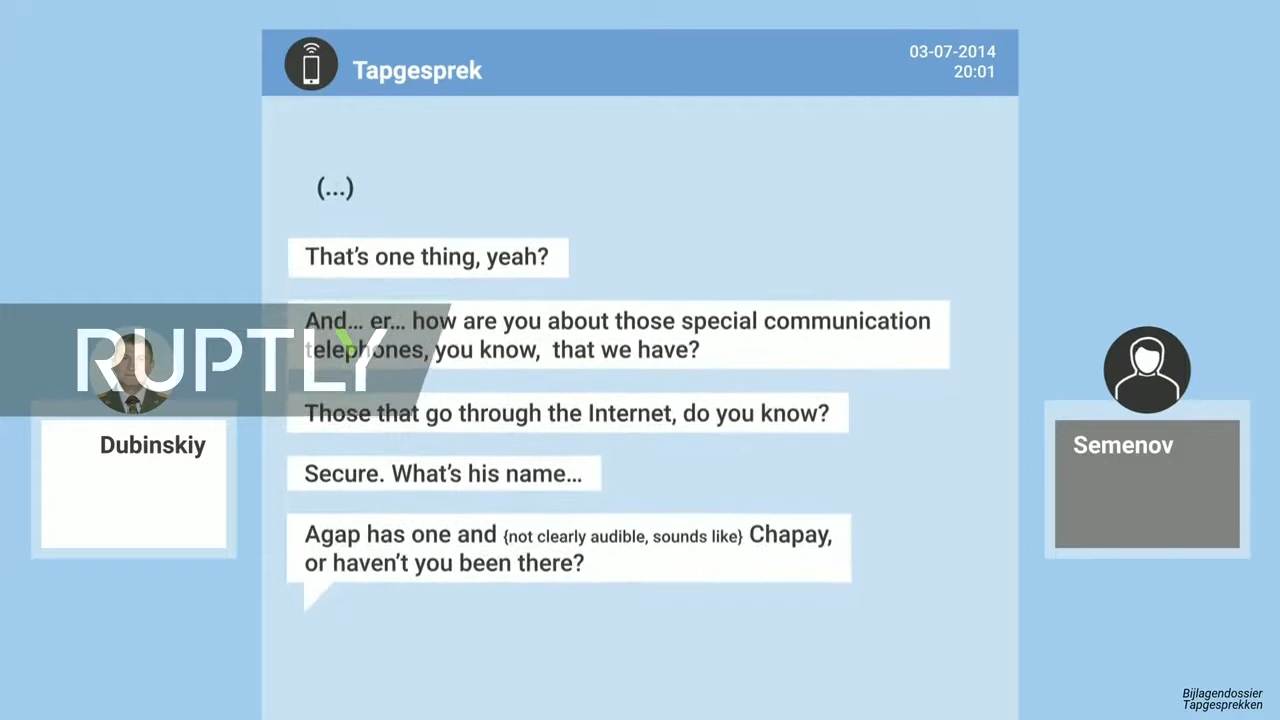 Tapgesprek
03-07-2014
20:01
(...)
That's one thing, yeah?
And... er... how are you about those special communication
telephones, you know, that we have?
Those that go through the Internet, do you know?
Secure. What's his name...
Agap has one and {not clearly audible, sounds like} Chapay,
or haven't you been there?
RUPTLY
Dubinskiy
Semenov
Bijlagendossier
Tapgesprekken